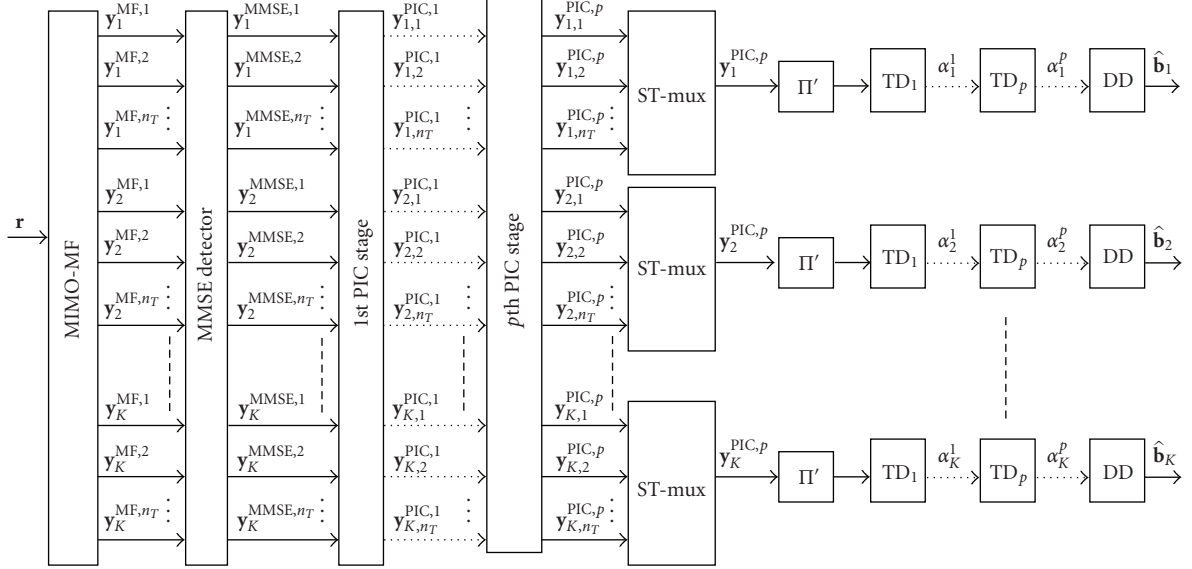 r
MIMO-MF
y_1^{MF,1}
y_1^{MF,2}
y_1^{MF,n_T}
y_2^{MF,1}
y_2^{MF,2}
y_2^{MF,n_T}
y_K^{MF,1}
y_K^{MF,2}
y_K^{MF,n_T}
MMSE detector
y_1^{MMSE,1}
y_1^{MMSE,2}
y_1^{MMSE,n_T}
y_2^{MMSE,1}
y_2^{MMSE,2}
y_2^{MMSE,n_T}
y_K^{MMSE,1}
y_K^{MMSE,2}
y_K^{MMSE,n_T}
1st PIC stage
y_{1,1}^{PIC,1}
y_{1,2}^{PIC,1}
y_{1,n_T}^{PIC,1}
y_{2,1}^{PIC,1}
y_{2,2}^{PIC,1}
y_{2,n_T}^{PIC,1}
y_{K,1}^{PIC,1}
y_{K,2}^{PIC,1}
y_{K,n_T}^{PIC,1}
pth PIC stage
y_{1,1}^{PIC,p}
y_{1,2}^{PIC,p}
y_{1,n_T}^{PIC,p}
y_{2,1}^{PIC,p}
y_{2,2}^{PIC,p}
y_{2,n_T}^{PIC,p}
y_{K,1}^{PIC,p}
y_{K,2}^{PIC,p}
y_{K,n_T}^{PIC,p}
ST-mux
y_1^{PIC,p}
Π′
TD_1
α_1^1
TD_p
α_1^p
DD
b̂_1
ST-mux
y_2^{PIC,p}
Π′
TD_1
α_2^1
TD_p
α_2^p
DD
b̂_2
ST-mux
y_K^{PIC,p}
Π′
TD_1
α_K^1
TD_p
α_K^p
DD
b̂_K